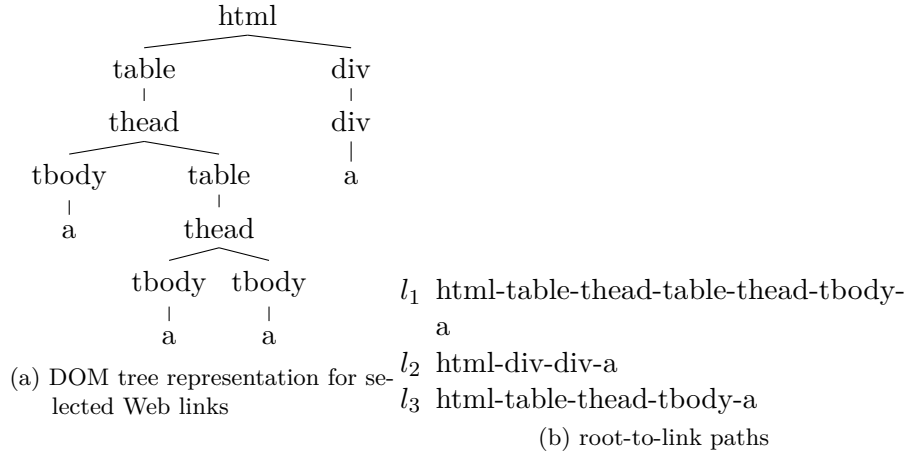 html
table div
thead div
tbody table a
a thead
tbody tbody
a a
(a) DOM tree representation for se-
lected Web links
l1 html-table-thead-table-thead-tbody-
a
l2 html-div-div-a
l3 html-table-thead-tbody-a
(b) root-to-link paths